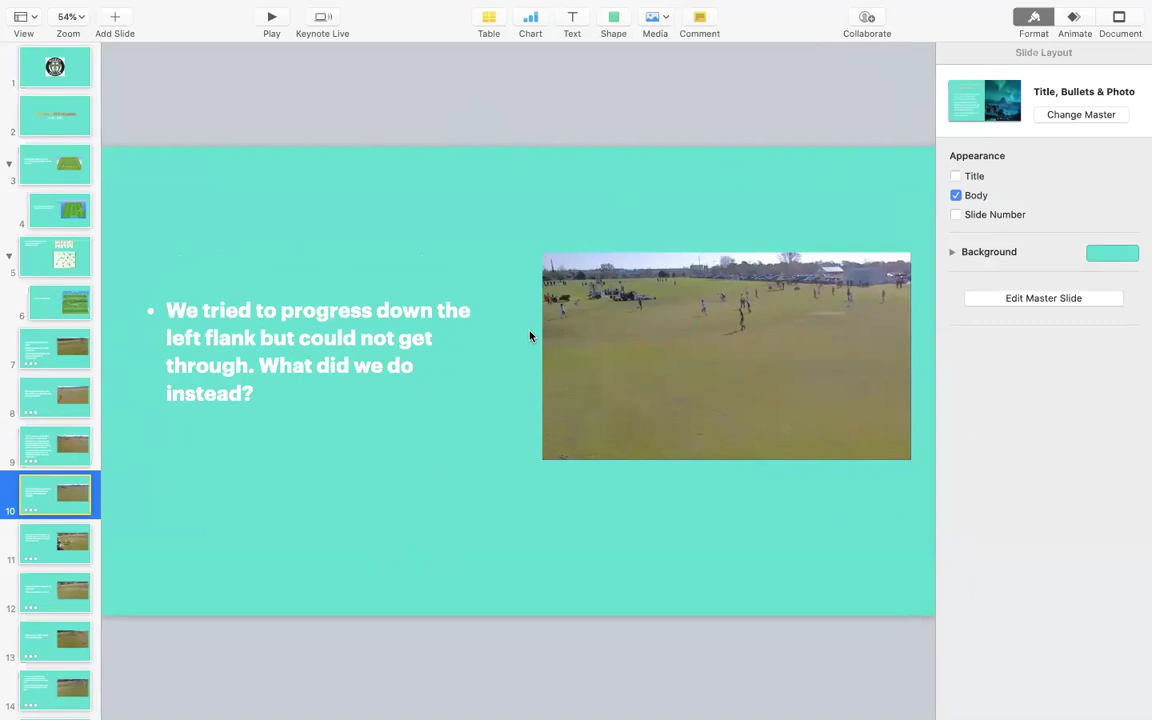 54%
View
Zoom
Add Slide
Play
Keynote Live
Table
Chart
Text
Shape
Media
Comment
Collaborate
Format
Animate
Document
Slide Layout
Title, Bullets & Photo
Change Master
Appearance
Title
Body
Slide Number
Background
Edit Master Slide
1
2
3
4
5
6
7
8
9
10
11
12
13
14
• We tried to progress down the
left flank but could not get
through. What did we do
instead?